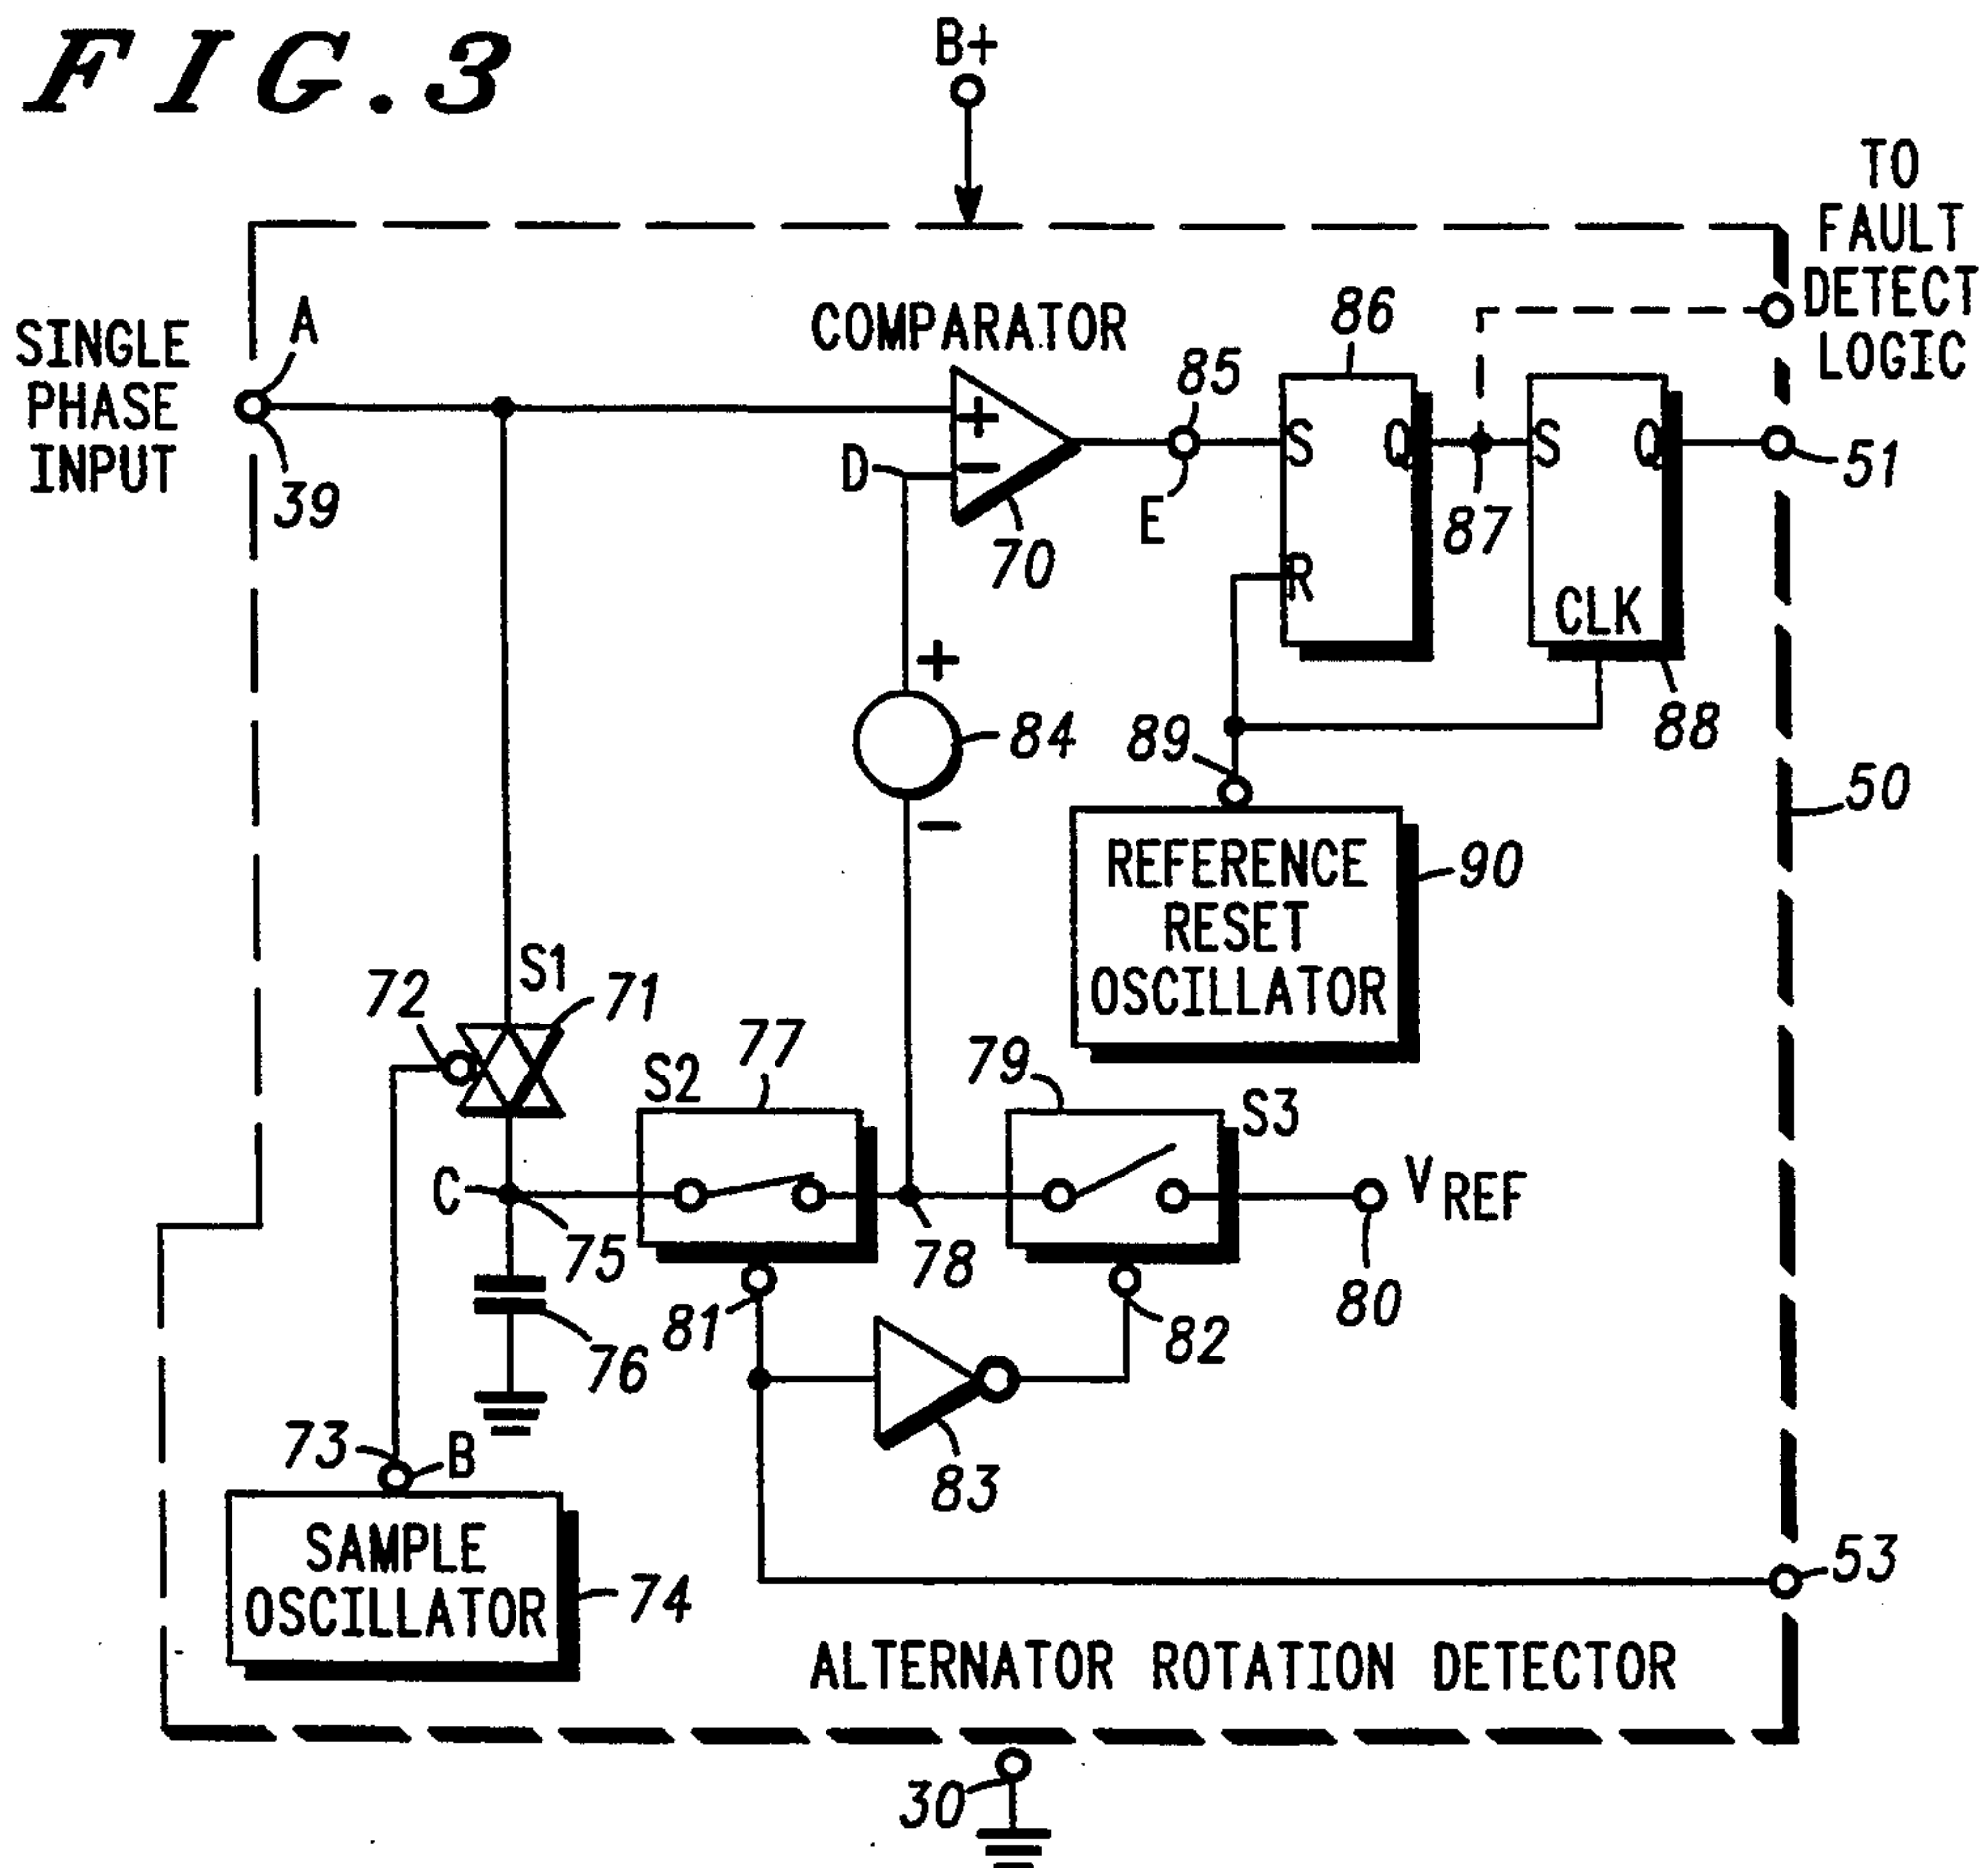 FIG.3
B+
TO
FAULT
DETECT
LOGIC
SINGLE
PHASE
INPUT
A
39
COMPARATOR
+
−
D
70
85
E
86
S
Q
R
87
S
Q
CLK
88
51
+
84
−
89
REFERENCE
RESET
OSCILLATOR
90
50
72
S1
71
S2
77
79
S3
C
75
78
VREF
80
76
81
82
83
73
B
SAMPLE
OSCILLATOR
74
53
ALTERNATOR ROTATION DETECTOR
30